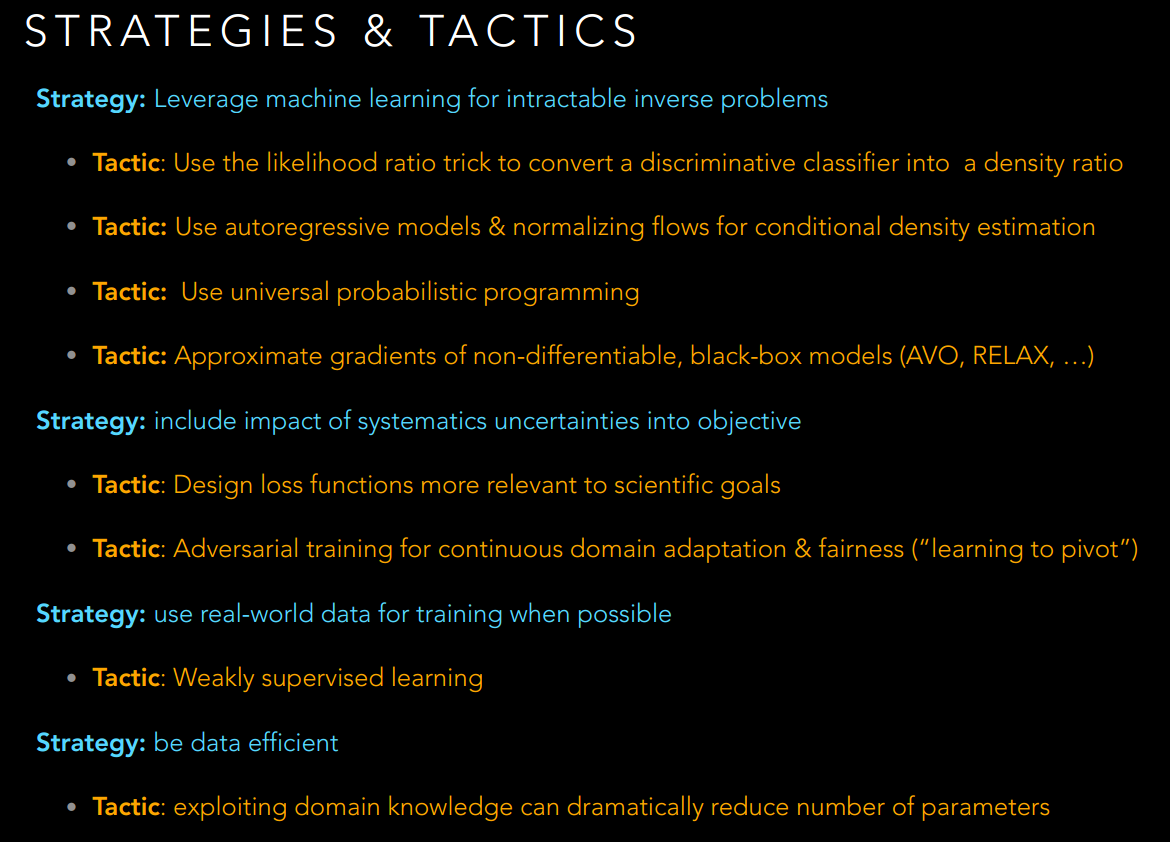 STRATEGIES & TACTICS
Strategy: Leverage machine learning for intractable inverse problems
• Tactic: Use the likelihood ratio trick to convert a discriminative classifier into  a density ratio
• Tactic: Use autoregressive models & normalizing flows for conditional density estimation
• Tactic:  Use universal probabilistic programming
• Tactic: Approximate gradients of non-differentiable, black-box models (AVO, RELAX, …)
Strategy: include impact of systematics uncertainties into objective
• Tactic: Design loss functions more relevant to scientific goals
• Tactic: Adversarial training for continuous domain adaptation & fairness (“learning to pivot”)
Strategy: use real-world data for training when possible
• Tactic: Weakly supervised learning
Strategy: be data efficient
• Tactic: exploiting domain knowledge can dramatically reduce number of parameters